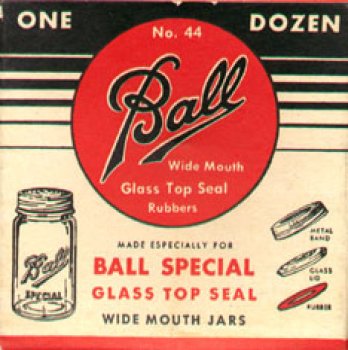 ONE DOZEN
No. 44
Ball
Wide Mouth
Glass Top Seal
Rubbers
MADE ESPECIALLY FOR
BALL SPECIAL
GLASS TOP SEAL
WIDE MOUTH JARS
Ball
SPECIAL
METAL
BAND
GLASS
LID
RUBBER